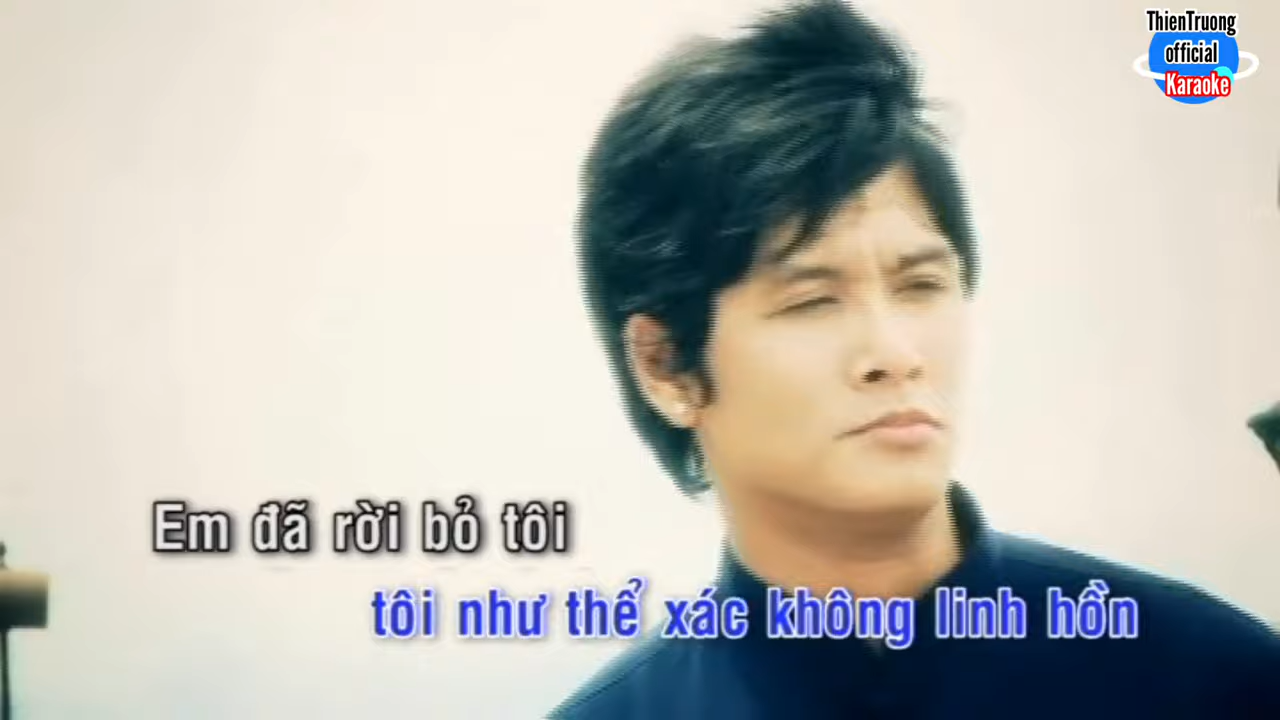 ThienTruong
official
Karaoke
Em đã rời bỏ tôi
tôi như thể xác không linh hồn